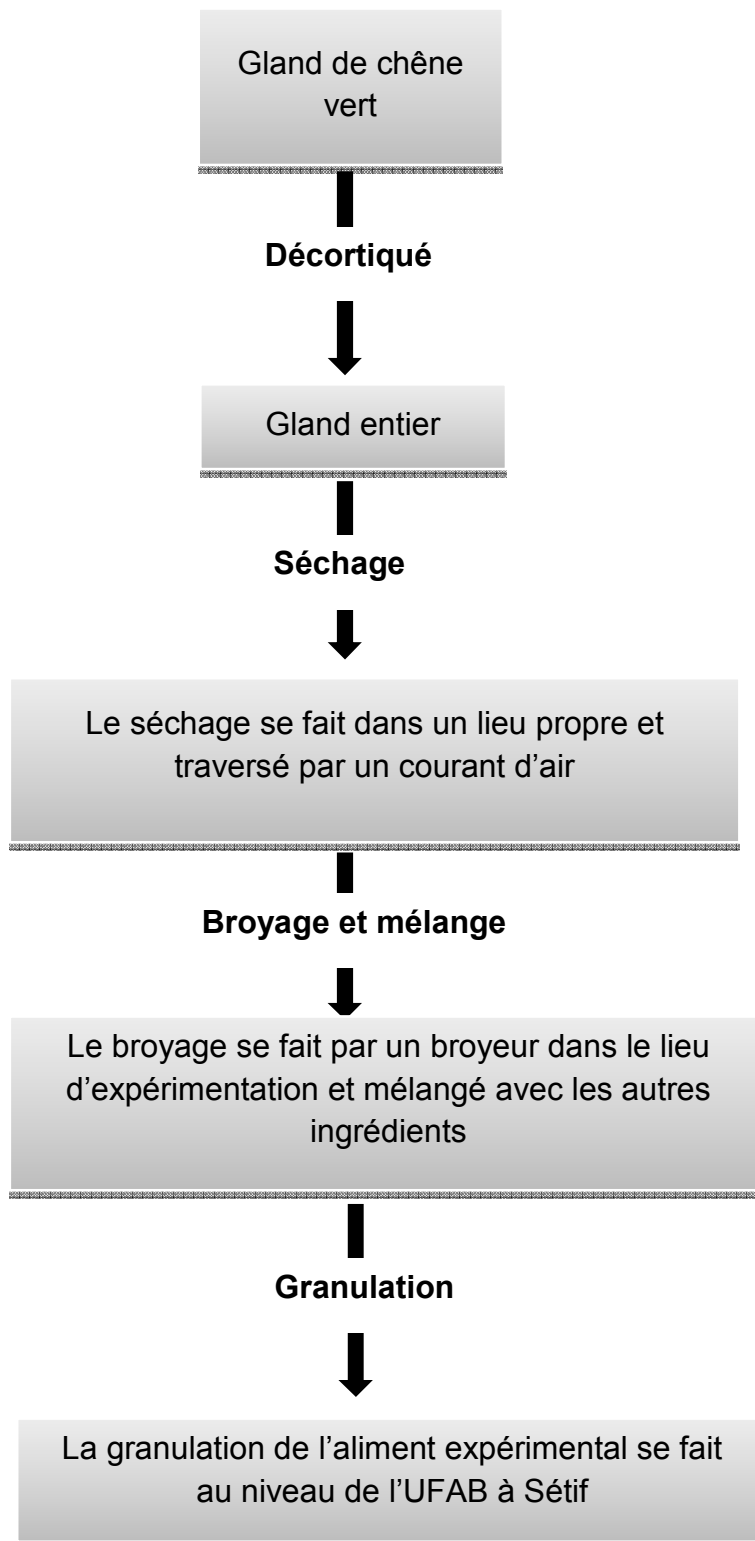 Gland de chêne
vert
Décortiqué
Gland entier
Séchage
Le séchage se fait dans un lieu propre et
traversé par un courant d’air
Broyage et mélange
Le broyage se fait par un broyeur dans le lieu
d’expérimentation et mélangé avec les autres
ingrédients
Granulation
La granulation de l’aliment expérimental se fait
au niveau de l’UFAB à Sétif